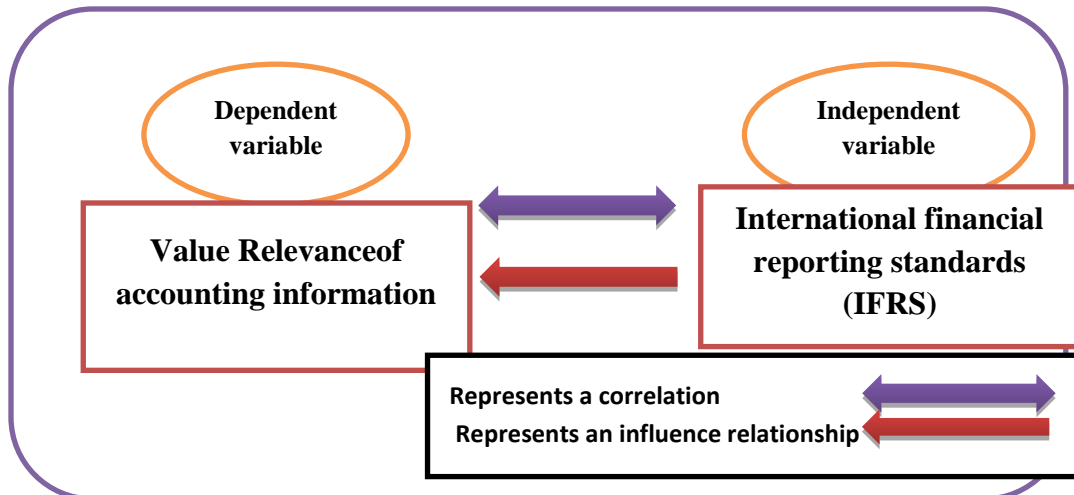 Dependent
variable
Independent
variable
Value Relevanceof
accounting information
International financial
reporting standards
(IFRS)
Represents a correlation
Represents an influence relationship